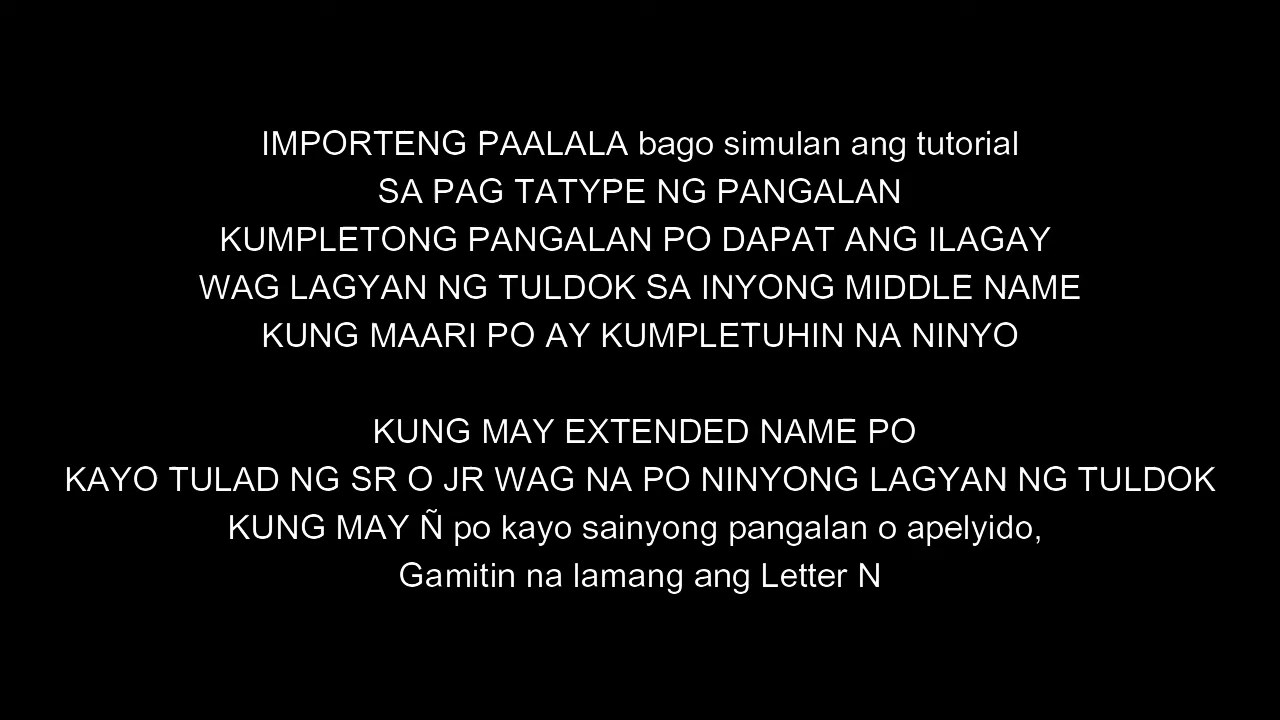 IMPORTENG PAALALA bago simulan ang tutorial
SA PAG TATYPE NG PANGALAN
KUMPLETONG PANGALAN PO DAPAT ANG ILAGAY
WAG LAGYAN NG TULDOK SA INYONG MIDDLE NAME
KUNG MAARI PO AY KUMPLETUHIN NA NINYO
KUNG MAY EXTENDED NAME PO
KAYO TULAD NG SR O JR WAG NA PO NINYONG LAGYAN NG TULDOK
KUNG MAY Ñ po kayo sainyong pangalan o apelyido,
Gamitin na lamang ang Letter N